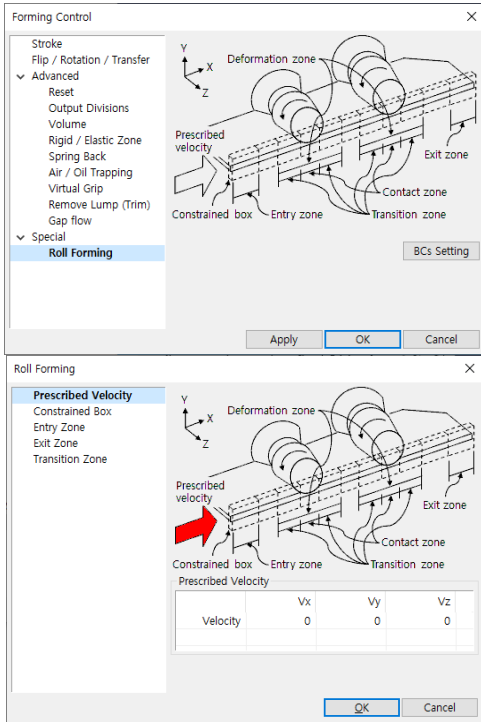 Forming Control
Stroke
Flip / Rotation / Transfer
Advanced
Reset
Output Divisions
Volume
Rigid / Elastic Zone
Spring Back
Air / Oil Trapping
Virtual Grip
Remove Lump (Trim)
Gap flow
Special
Roll Forming
Y
X
Z
Deformation zone
Prescribed
velocity
Exit zone
Contact zone
Constrained box
Entry zone
Transition zone
BCs Setting
Apply
OK
Cancel
Roll Forming
Prescribed Velocity
Constrained Box
Entry Zone
Exit Zone
Transition Zone
Y
X
Z
Deformation zone
Prescribed
velocity
Exit zone
Contact zone
Constrained box
Entry zone
Transition zone
Prescribed Velocity
Vx Vy Vz
Velocity 0 0 0
OK
Cancel